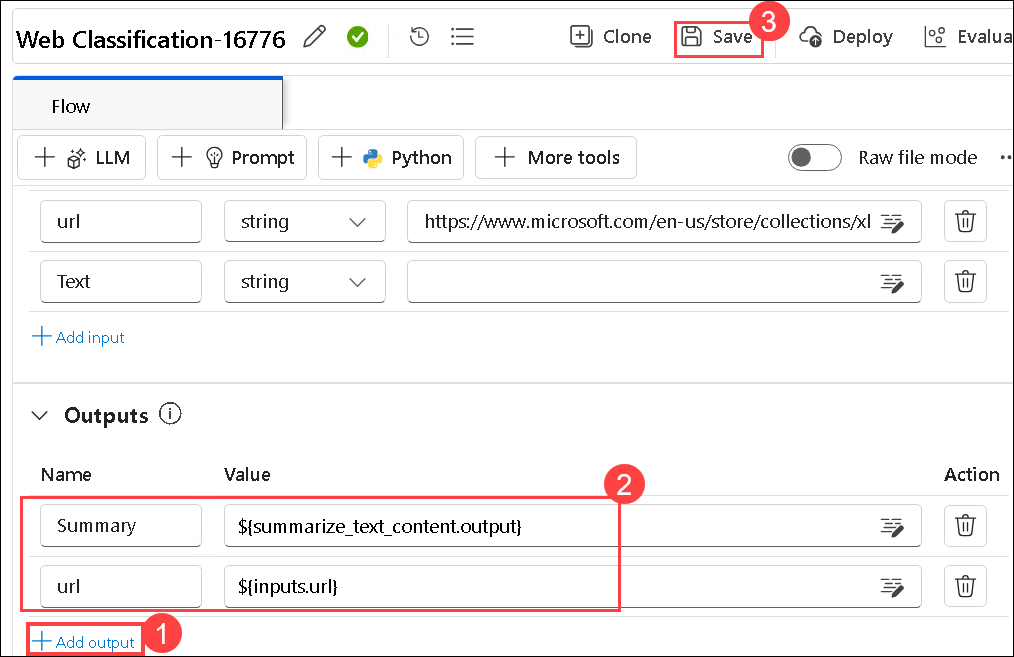 Web Classification-16776 Clone Save 3 Deploy Evalua
Flow
LLM Prompt Python More tools Raw file mode
url string https://www.microsoft.com/en-us/store/collections/xl
Text string
Add input
Outputs
Name Value Action
2
Summary ${summarize_text_content.output}
url ${inputs.url}
Add output 1